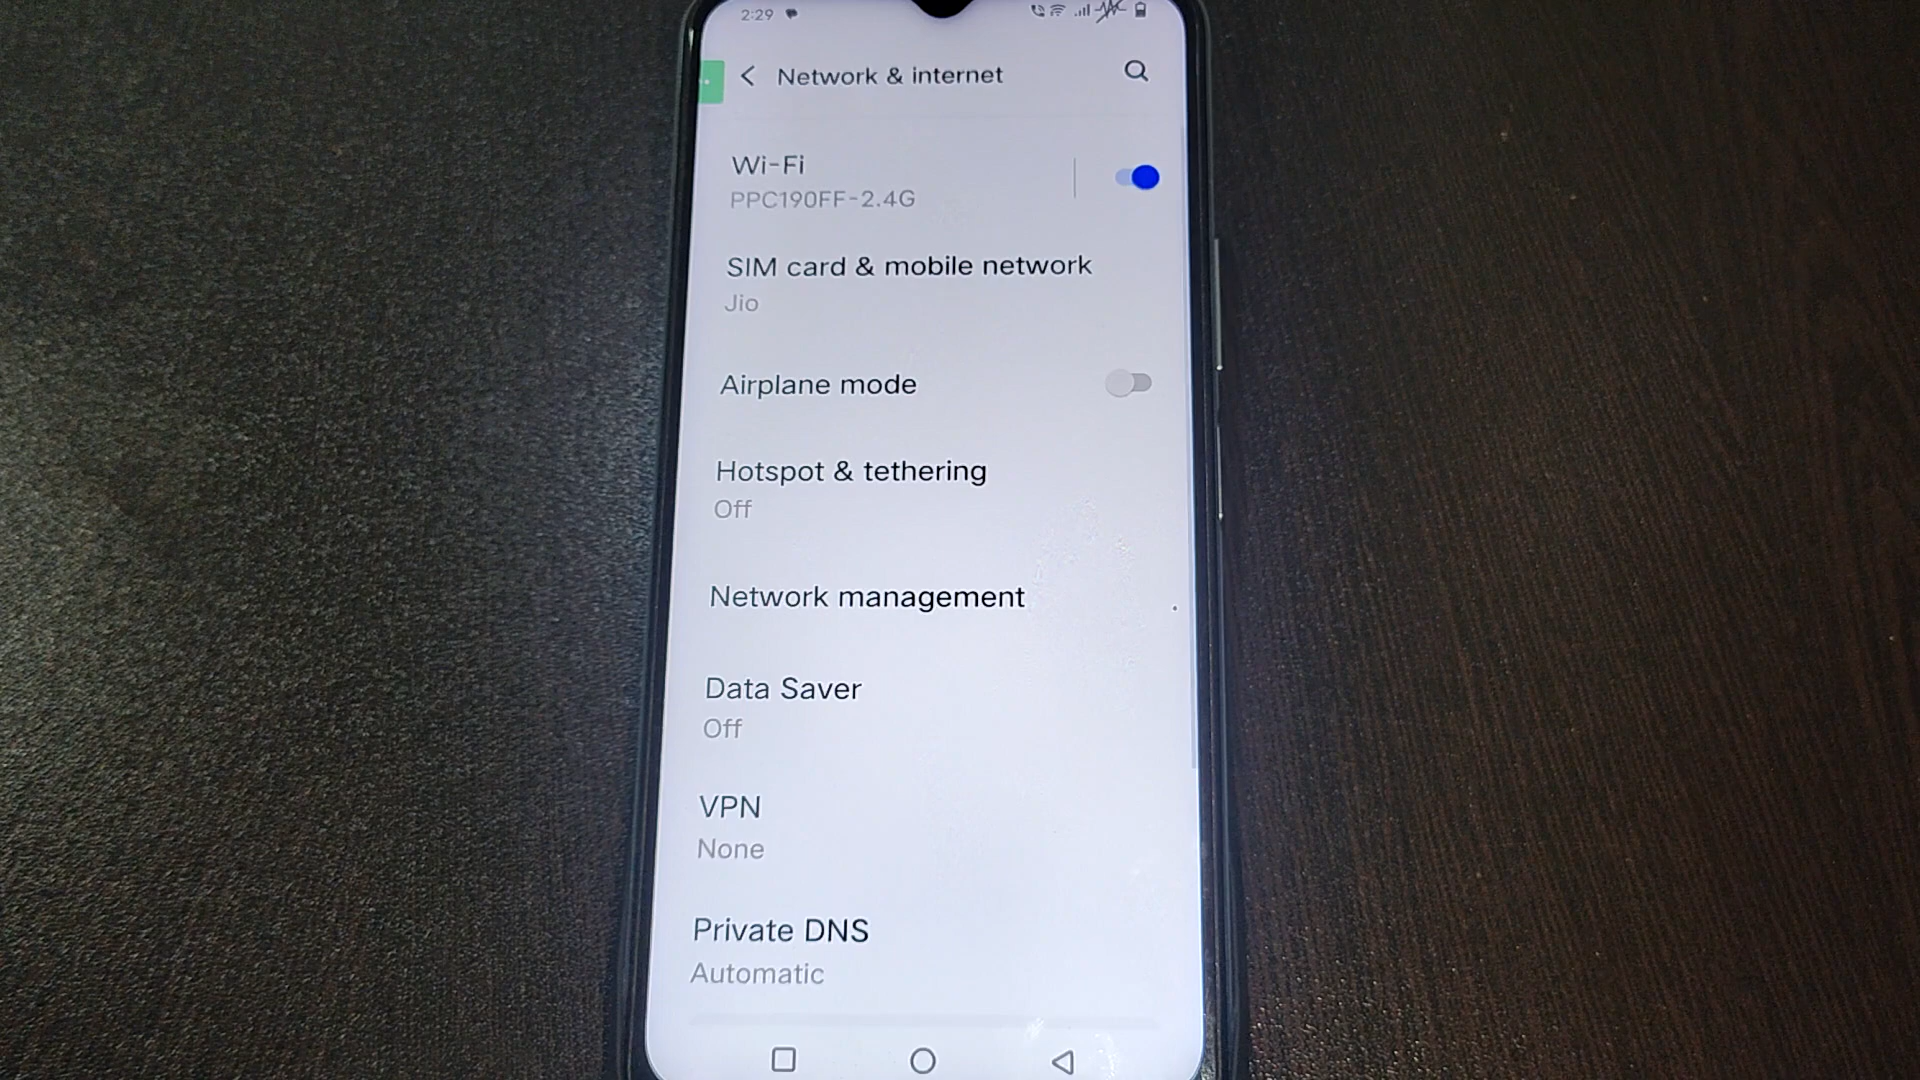 2:29
Network & internet
Wi-Fi
PPC190FF-2.4G
SIM card & mobile network
Jio
Airplane mode
Hotspot & tethering
Off
Network management
Data Saver
Off
VPN
None
Private DNS
Automatic